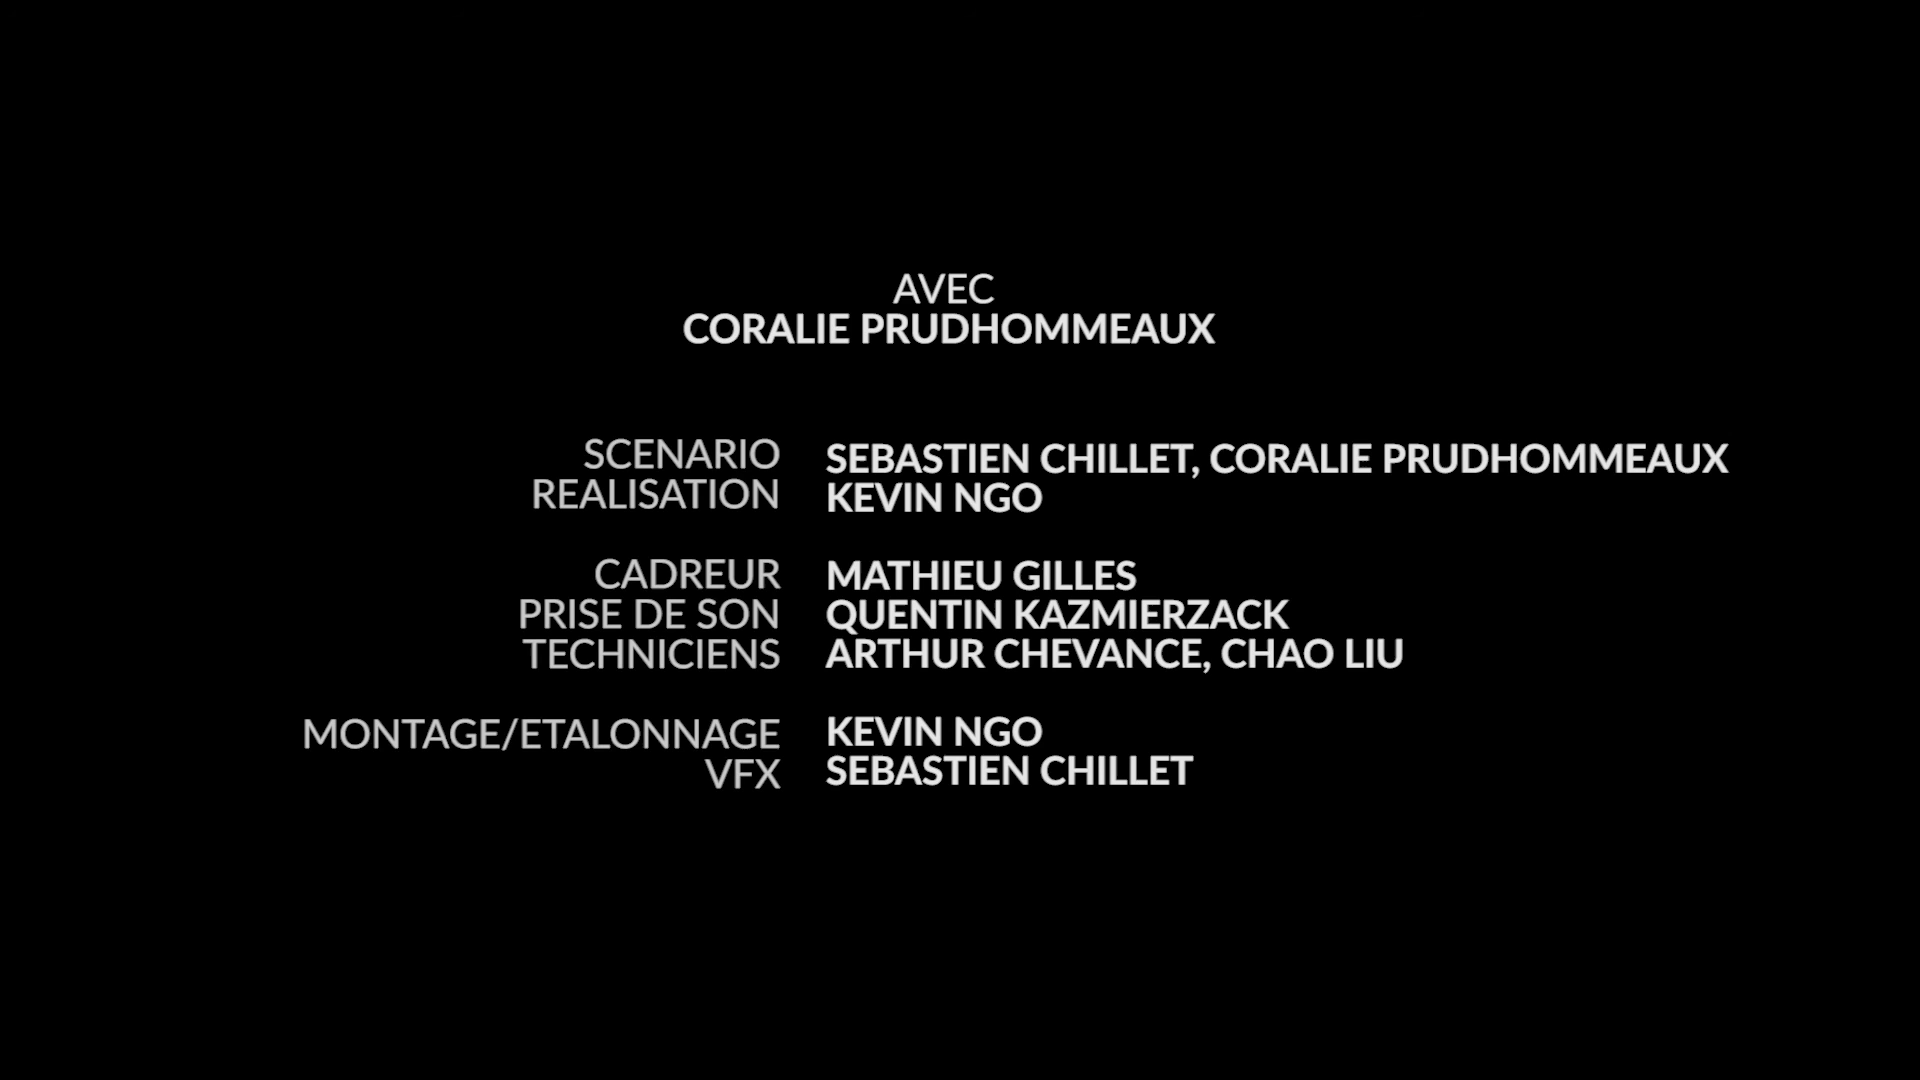 AVEC
CORALIE PRUDHOMMEAUX
SCENARIO SEBASTIEN CHILLET, CORALIE PRUDHOMMEAUX
REALISATION KEVIN NGO
CADREUR MATHIEU GILLES
PRISE DE SON QUENTIN KAZMIERZACK
TECHNICIENS ARTHUR CHEVANCE, CHAO LIU
MONTAGE/ETALONNAGE KEVIN NGO
VFX SEBASTIEN CHILLET